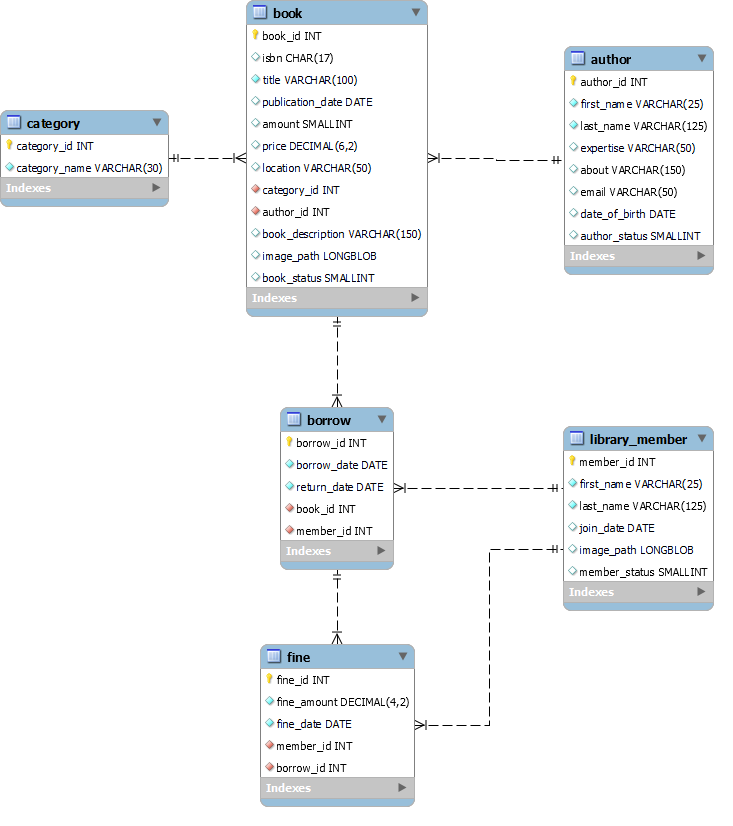 book
book_id INT
isbn CHAR(17)
title VARCHAR(100)
publication_date DATE
amount SMALLINT
price DECIMAL(6,2)
location VARCHAR(50)
category_id INT
author_id INT
book_description VARCHAR(150)
image_path LONGBLOB
book_status SMALLINT
Indexes
author
author_id INT
first_name VARCHAR(25)
last_name VARCHAR(125)
expertise VARCHAR(50)
about VARCHAR(150)
email VARCHAR(50)
date_of_birth DATE
author_status SMALLINT
Indexes
category
category_id INT
category_name VARCHAR(30)
Indexes
borrow
borrow_id INT
borrow_date DATE
return_date DATE
book_id INT
member_id INT
Indexes
library_member
member_id INT
first_name VARCHAR(25)
last_name VARCHAR(125)
join_date DATE
image_path LONGBLOB
member_status SMALLINT
Indexes
fine
fine_id INT
fine_amount DECIMAL(4,2)
fine_date DATE
member_id INT
borrow_id INT
Indexes